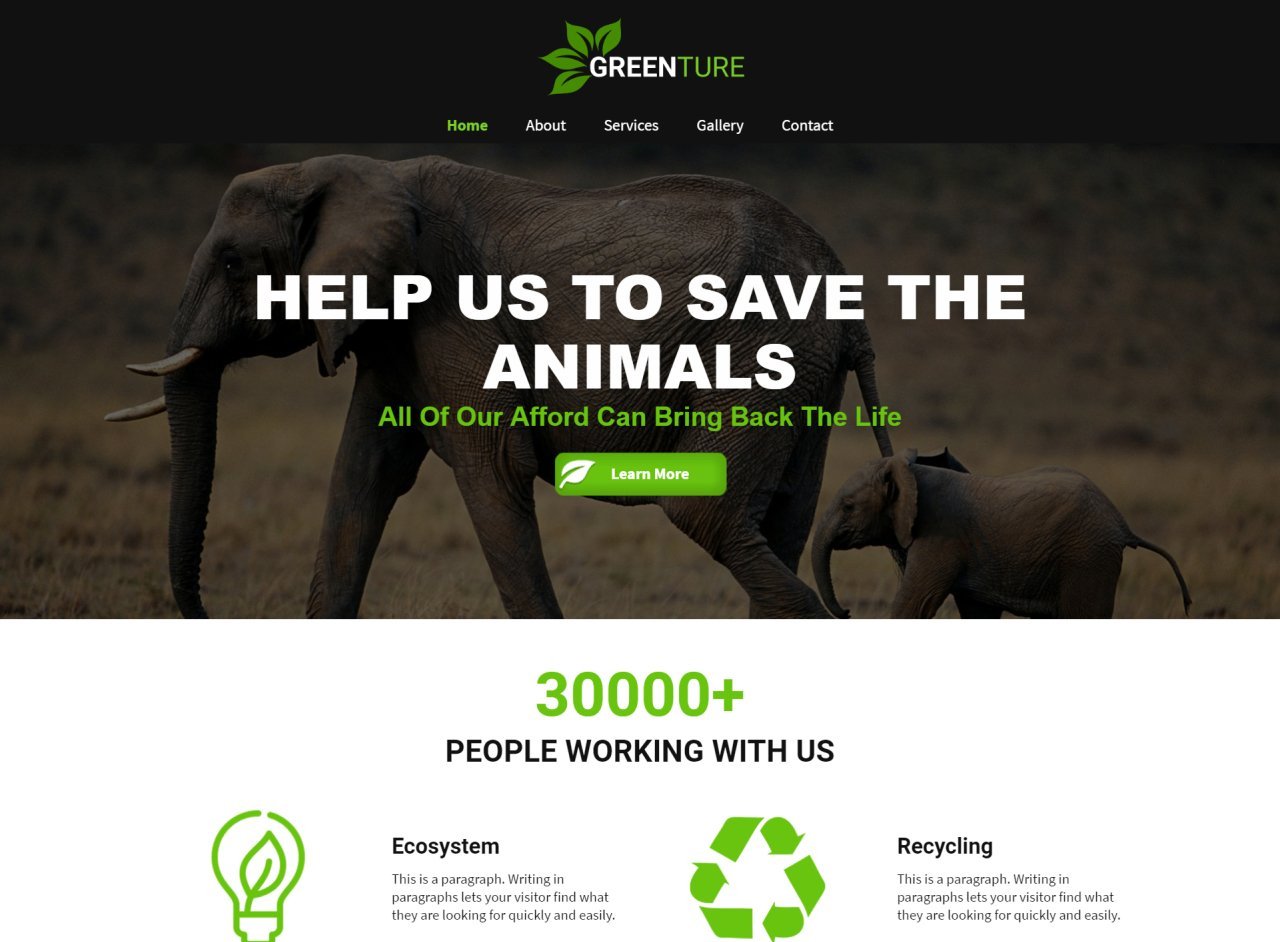 GREENTURE
Home About Services Gallery Contact
HELP US TO SAVE THE
ANIMALS
All Of Our Afford Can Bring Back The Life
Learn More
30000+
PEOPLE WORKING WITH US
Ecosystem
This is a paragraph. Writing in
paragraphs lets your visitor find what
they are looking for quickly and easily.
Recycling
This is a paragraph. Writing in
paragraphs lets your visitor find what
they are looking for quickly and easily.